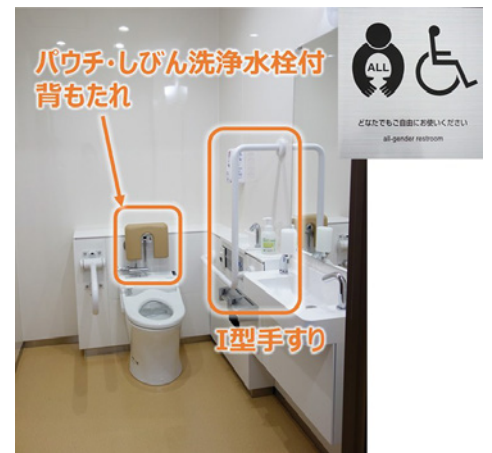 パウチ・しびん洗浄水栓付
背もたれ
ALL
どなたでもご自由にお使いください
all-gender restroom
I型手すり